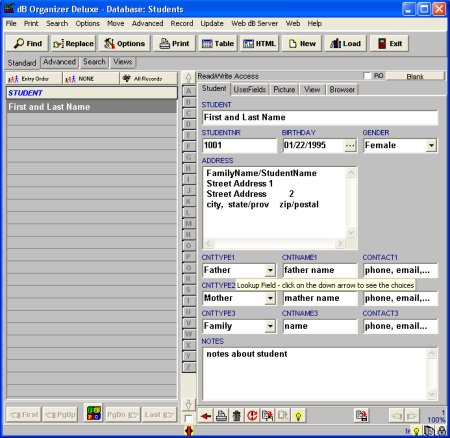 dB Organizer Deluxe - Database: Students
File Print Search Options Move Advanced Record Update Web dB Server Web Help
Find Replace Options Print Table HTML New Load Exit
Standard Advanced Search Views
Entry Order NONE All Records
STUDENT
First and Last Name
A
B
C
D
E
F
G
H
I
J
K
L
M
N
O
P
Q
R
S
T
U
V
W
X
Y
Z
First PgUp PgDn Last
Read/Write Access RO Blank
Student UserFields Picture View Browser
STUDENT
First and Last Name
STUDENTNR BIRTHDAY GENDER
1001 01/22/1995 Female
ADDRESS
FamilyName/StudentName
Street Address 1
Street Address 2
city, state/prov zip/postal
CNTTYPE1 CNTNAME1 CONTACT1
Father father name phone, email,...
Lookup Field - click on the down arrow to see the choices
CNTTYPE2
Mother mather name phone, email,...
CNTTYPE3 CNTNAME3 CONTACT3
Family name phone, email,...
NOTES
notes about student
1
100%